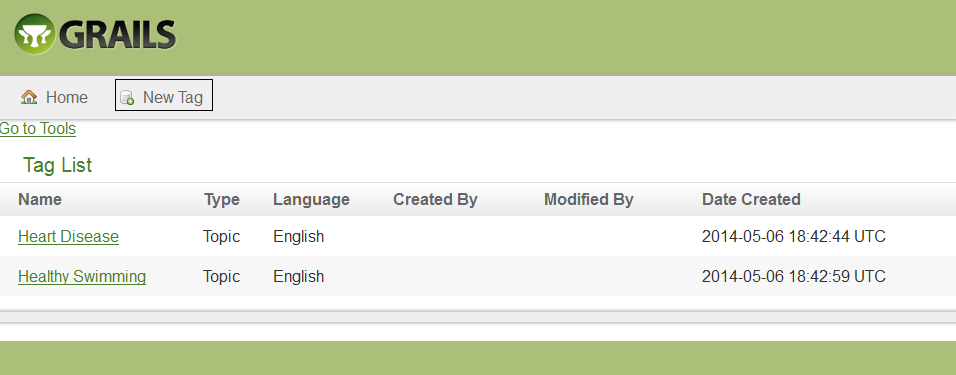 GRAILS
Home New Tag
Go to Tools
Tag List
Name Type Language Created By Modified By Date Created
Heart Disease Topic English 2014-05-06 18:42:44 UTC
Healthy Swimming Topic English 2014-05-06 18:42:59 UTC